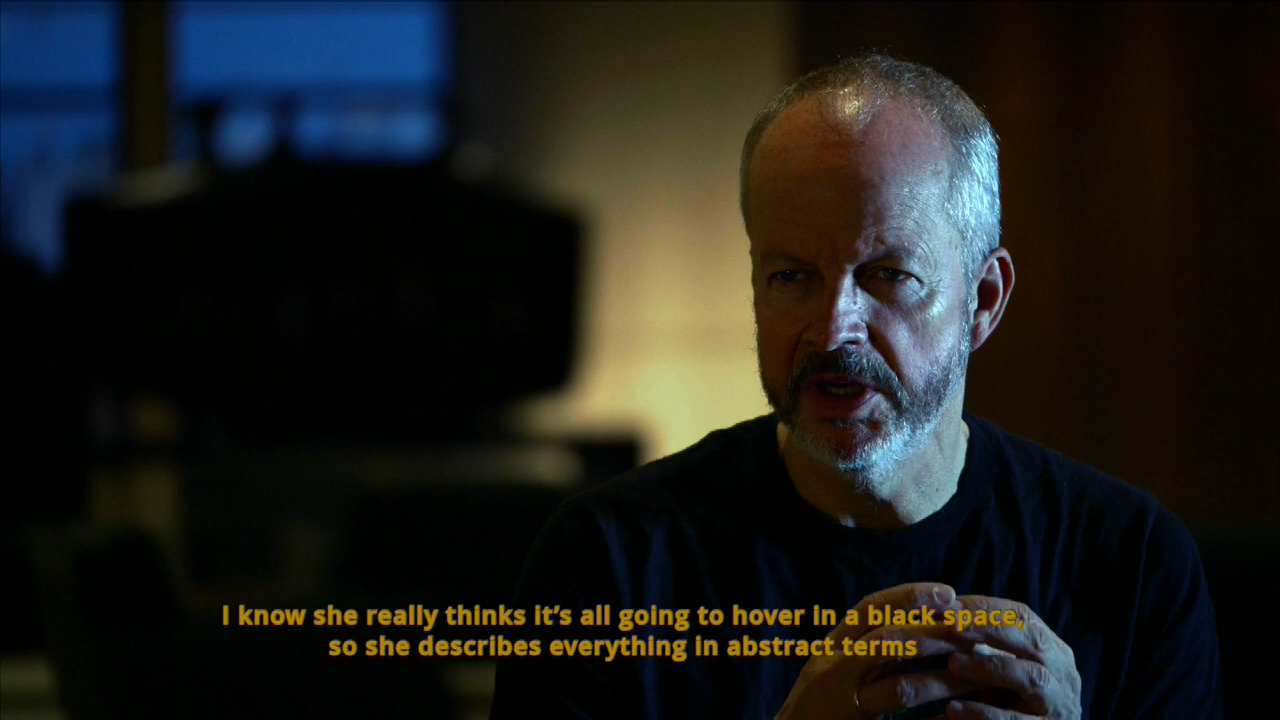 I know she really thinks it’s all going to hover in a black space,
so she describes everything in abstract terms